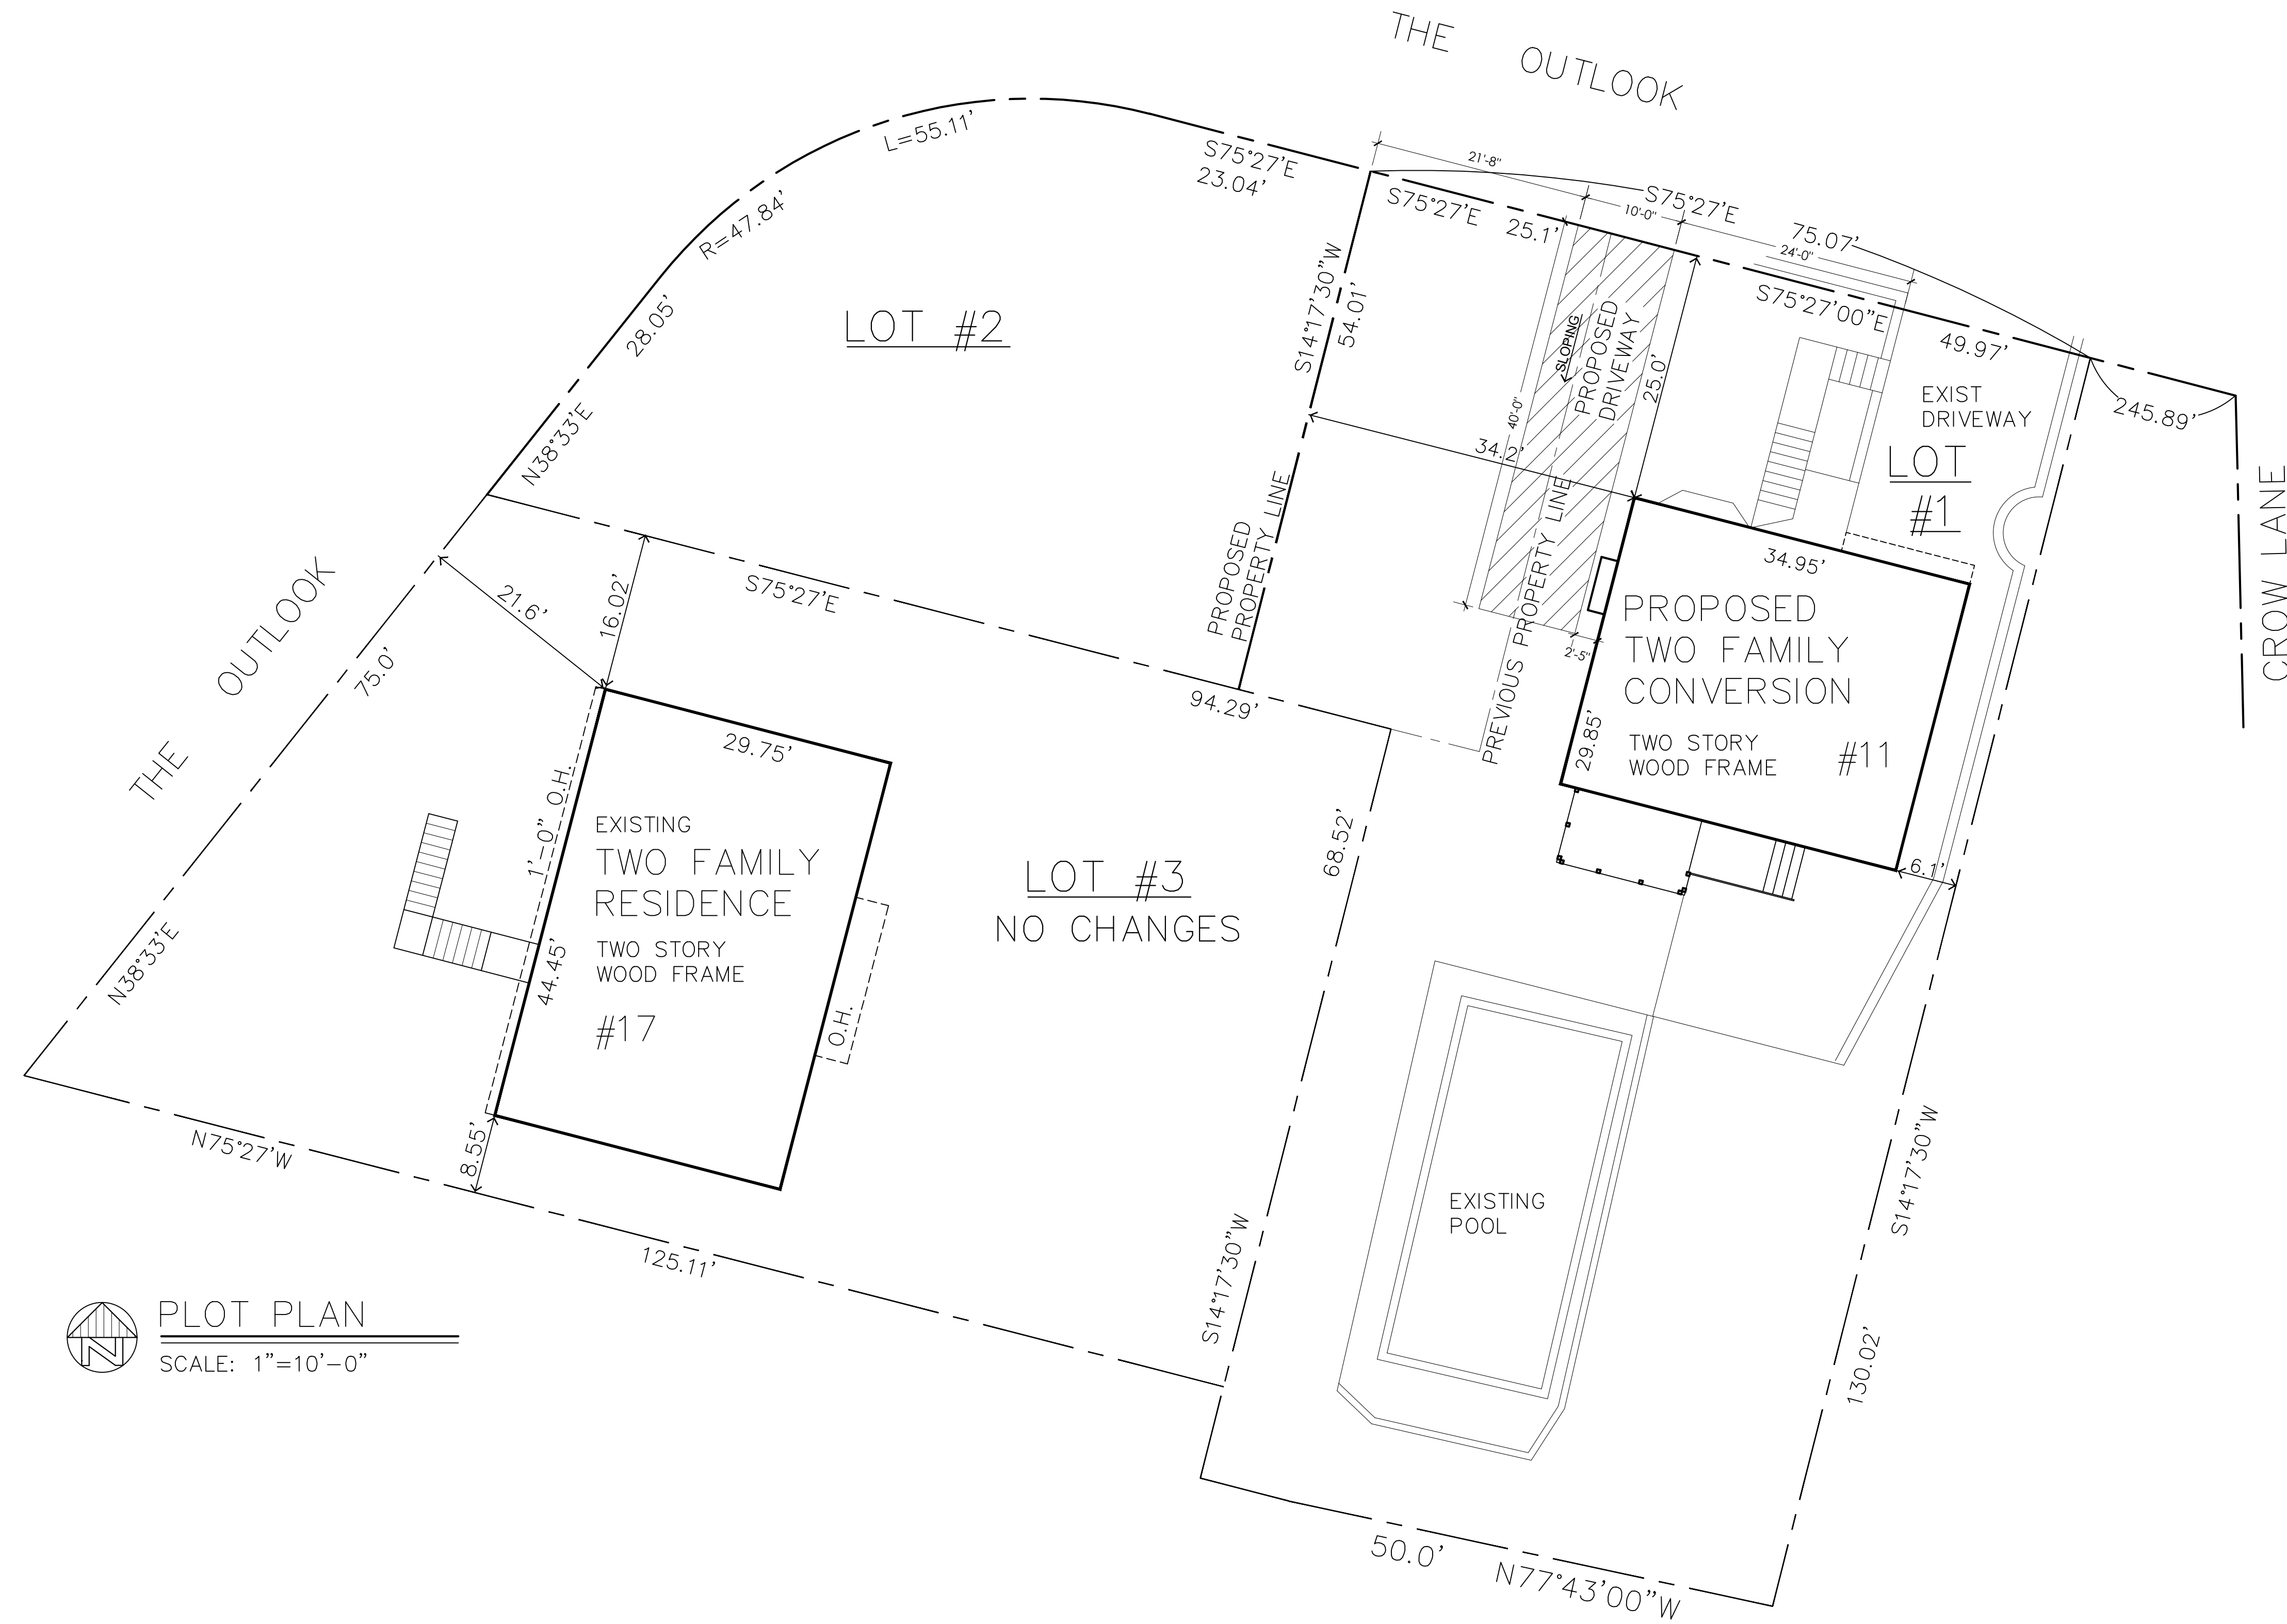 THE OUTLOOK
L=55.11'
R=47.84'
S75°27'E
23.04'
21'-8"
S75°27'E 25.1'
10'-0"
S75°27'E
75.07'
24'-0"
S75°27'00"E
49.97'
245.89'
CROW LANE
28.05'
N38°33'E
LOT #2
S14°17'30"W
54.01'
PROPOSED
PROPERTY LINE
SLOPING
PROPOSED
DRIVEWAY
40'-0"
25.0'
34.2'
EXIST
DRIVEWAY
LOT
#1
PREVIOUS PROPERTY LINE
2'-5"
34.95'
PROPOSED
TWO FAMILY
CONVERSION
TWO STORY
WOOD FRAME
#11
29.85'
6.1'
THE OUTLOOK
21.6'
16.02'
S75°27'E
94.29'
75.0'
N38°33'E
29.75'
1'-0" O.H.
EXISTING
TWO FAMILY
RESIDENCE
TWO STORY
WOOD FRAME
#17
44.45'
O.H.
LOT #3
NO CHANGES
68.52'
S14°17'30"W
8.55'
N75°27'W
125.11'
EXISTING
POOL
S14°17'30"W
130.02'
50.0' N77°43'00"W
N
PLOT PLAN
SCALE: 1"=10'-0"